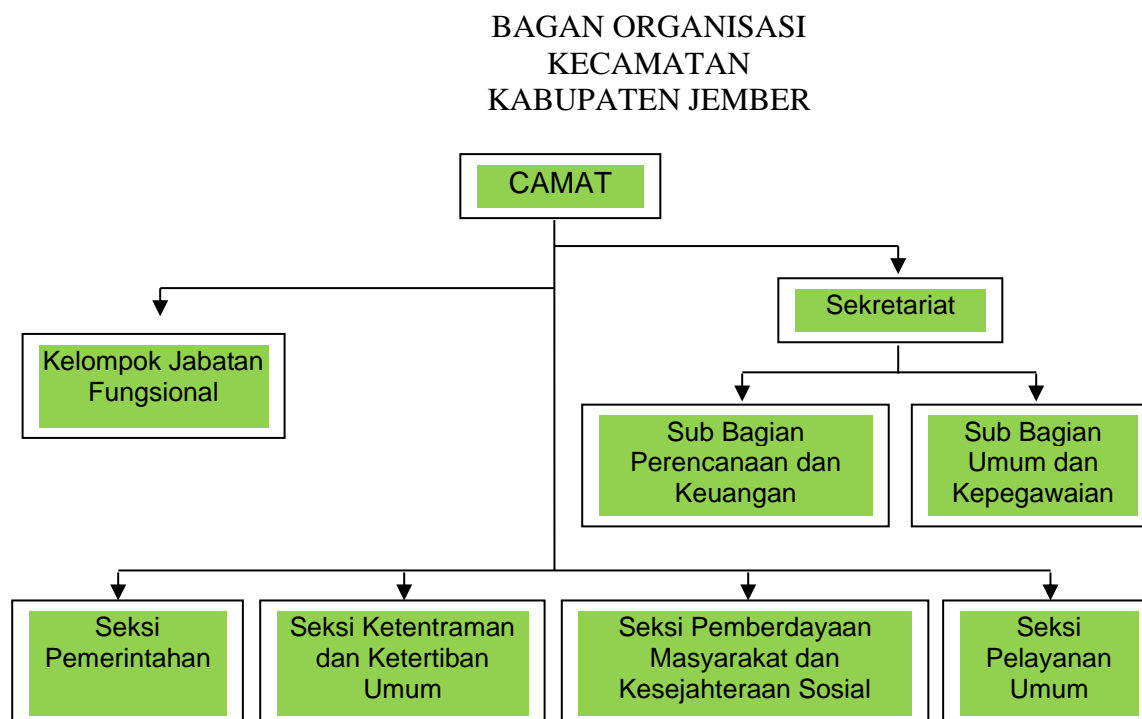 BAGAN ORGANISASI
KECAMATAN
KABUPATEN JEMBER
CAMAT
Sekretariat
Kelompok Jabatan
Fungsional
Sub Bagian
Perencanaan dan
Keuangan
Sub Bagian
Umum dan
Kepegawaian
Seksi
Pemerintahan
Seksi Ketentraman
dan Ketertiban
Umum
Seksi Pemberdayaan
Masyarakat dan
Kesejahteraan Sosial
Seksi
Pelayanan
Umum